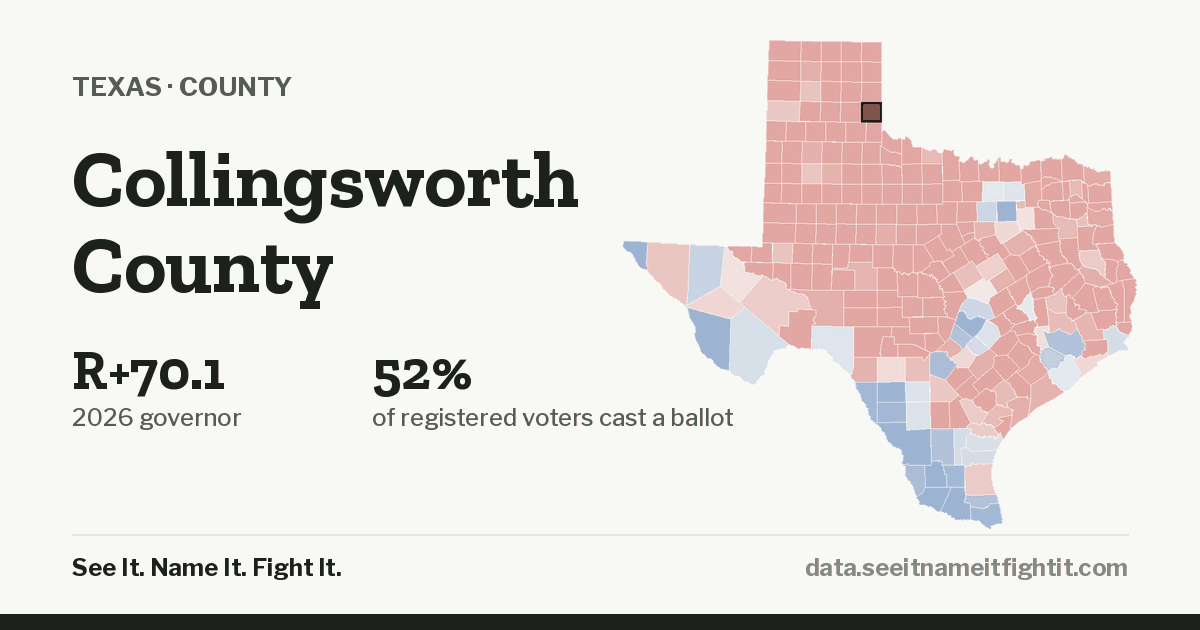 TEXAS · COUNTY
Collingsworth
County
R+70.1
2026 governor
52%
of registered voters cast a ballot
See It. Name It. Fight It.
data.seeitnameitfightit.com